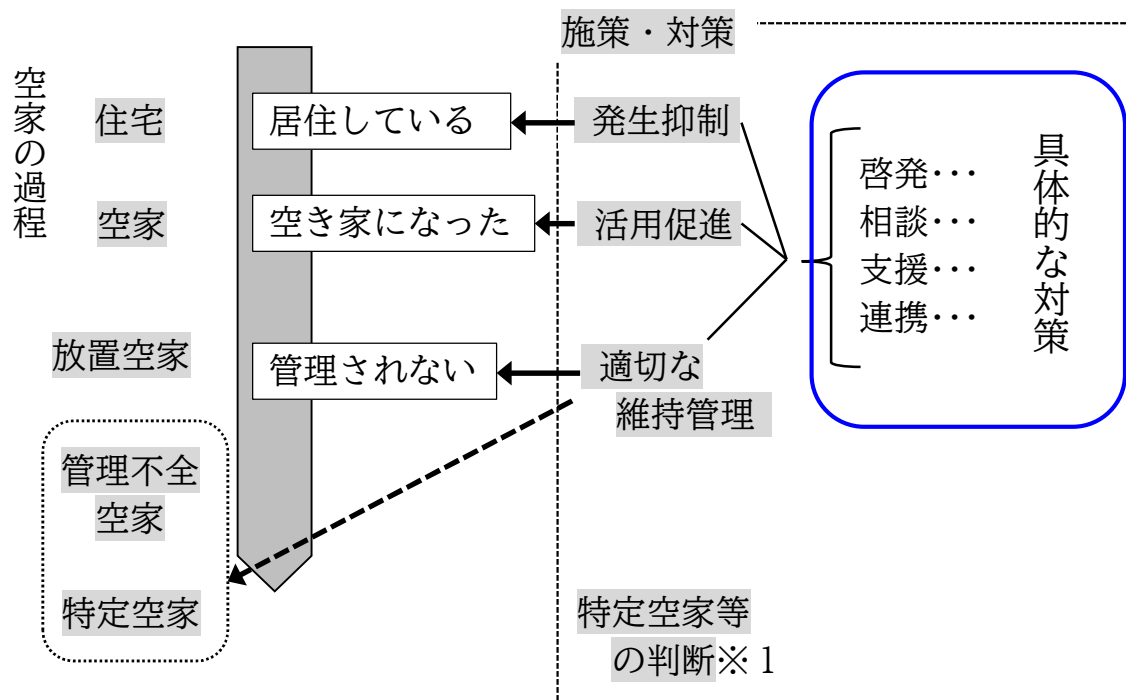 施策・対策
空家の過程
住宅
居住している
発生抑制
空家
空き家になった
活用促進
放置空家
管理されない
適切な
維持管理
管理不全
空家
特定空家
特定空家等
の判断※１
啓発･･･
相談･･･
支援･･･
連携･･･
具体的な対策